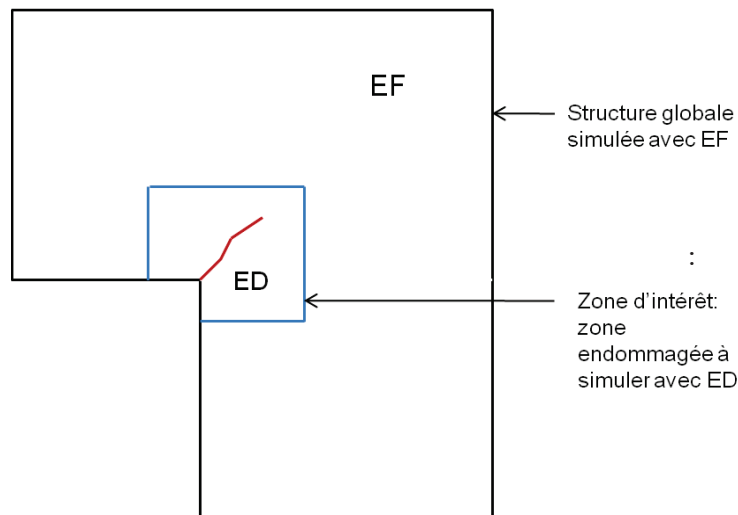 EF
Structure globale
simulée avec EF
:
ED
Zone d'intérêt:
zone
endommagée à
simuler avec ED